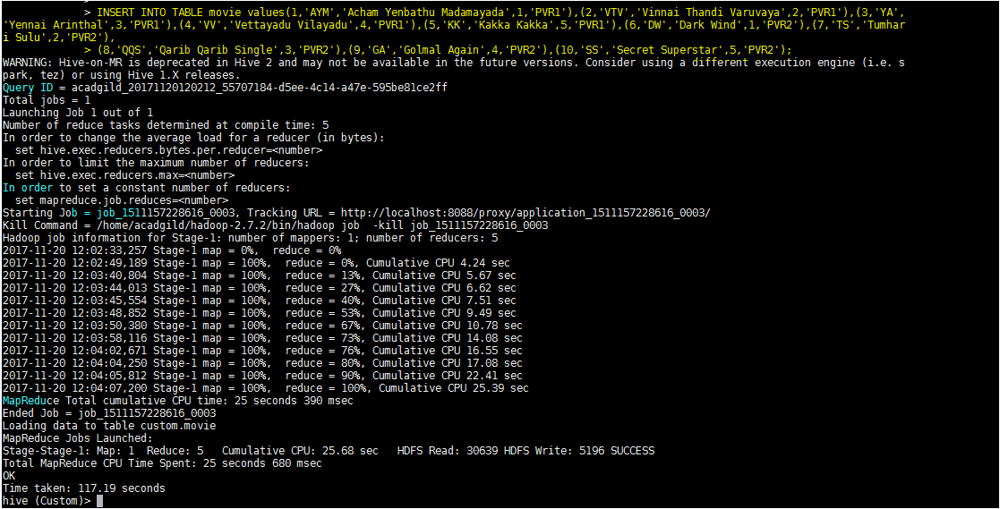 >
> INSERT INTO TABLE movie values(1,'AYM','Acham Yenbathu Madamayada',1,'PVR1'),(2,'VTV','Vinnai Thandi Varuvaya',2,'PVR1'),(3,'YA',
'Yennai Arinthal',3,'PVR1'),(4,'VV','Vettayadu Vilayadu',4,'PVR1'),(5,'KK','Kakka Kakka',5,'PVR1'),(6,'DW','Dark Wind',1,'PVR2'),(7,'TS','Tumhar
i Sulu',2,'PVR2'),
> (8,'QQS','Qarib Qarib Single',3,'PVR2'),(9,'GA','Golmal Again',4,'PVR2'),(10,'SS','Secret Superstar',5,'PVR2');
WARNING: Hive-on-MR is deprecated in Hive 2 and may not be available in the future versions. Consider using a different execution engine (i.e. s
park, tez) or using Hive 1.X releases.
Query ID = acadgild_20171120120212_55707184-d5ee-4c14-a47e-595be81ce2ff
Total jobs = 1
Launching Job 1 out of 1
Number of reduce tasks determined at compile time: 5
In order to change the average load for a reducer (in bytes):
set hive.exec.reducers.bytes.per.reducer=<number>
In order to limit the maximum number of reducers:
set hive.exec.reducers.max=<number>
In order to set a constant number of reducers:
set mapreduce.job.reduces=<number>
Starting Job = job_1511157228616_0003, Tracking URL = http://localhost:8088/proxy/application_1511157228616_0003/
Kill Command = /home/acadgild/hadoop-2.7.2/bin/hadoop job  -kill job_1511157228616_0003
Hadoop job information for Stage-1: number of mappers: 1; number of reducers: 5
2017-11-20 12:02:33,257 Stage-1 map = 0%,  reduce = 0%
2017-11-20 12:02:49,189 Stage-1 map = 100%,  reduce = 0%, Cumulative CPU 4.24 sec
2017-11-20 12:03:40,804 Stage-1 map = 100%,  reduce = 13%, Cumulative CPU 5.67 sec
2017-11-20 12:03:44,013 Stage-1 map = 100%,  reduce = 27%, Cumulative CPU 6.62 sec
2017-11-20 12:03:45,554 Stage-1 map = 100%,  reduce = 40%, Cumulative CPU 7.51 sec
2017-11-20 12:03:48,852 Stage-1 map = 100%,  reduce = 53%, Cumulative CPU 9.49 sec
2017-11-20 12:03:50,380 Stage-1 map = 100%,  reduce = 67%, Cumulative CPU 10.78 sec
2017-11-20 12:03:58,116 Stage-1 map = 100%,  reduce = 73%, Cumulative CPU 14.08 sec
2017-11-20 12:04:02,671 Stage-1 map = 100%,  reduce = 76%, Cumulative CPU 16.55 sec
2017-11-20 12:04:04,250 Stage-1 map = 100%,  reduce = 80%, Cumulative CPU 17.08 sec
2017-11-20 12:04:05,812 Stage-1 map = 100%,  reduce = 90%, Cumulative CPU 22.41 sec
2017-11-20 12:04:07,200 Stage-1 map = 100%,  reduce = 100%, Cumulative CPU 25.39 sec
MapReduce Total cumulative CPU time: 25 seconds 390 msec
Ended Job = job_1511157228616_0003
Loading data to table custom.movie
MapReduce Jobs Launched:
Stage-Stage-1: Map: 1  Reduce: 5   Cumulative CPU: 25.68 sec   HDFS Read: 30639 HDFS Write: 5196 SUCCESS
Total MapReduce CPU Time Spent: 25 seconds 680 msec
OK
Time taken: 117.19 seconds
hive (Custom)>